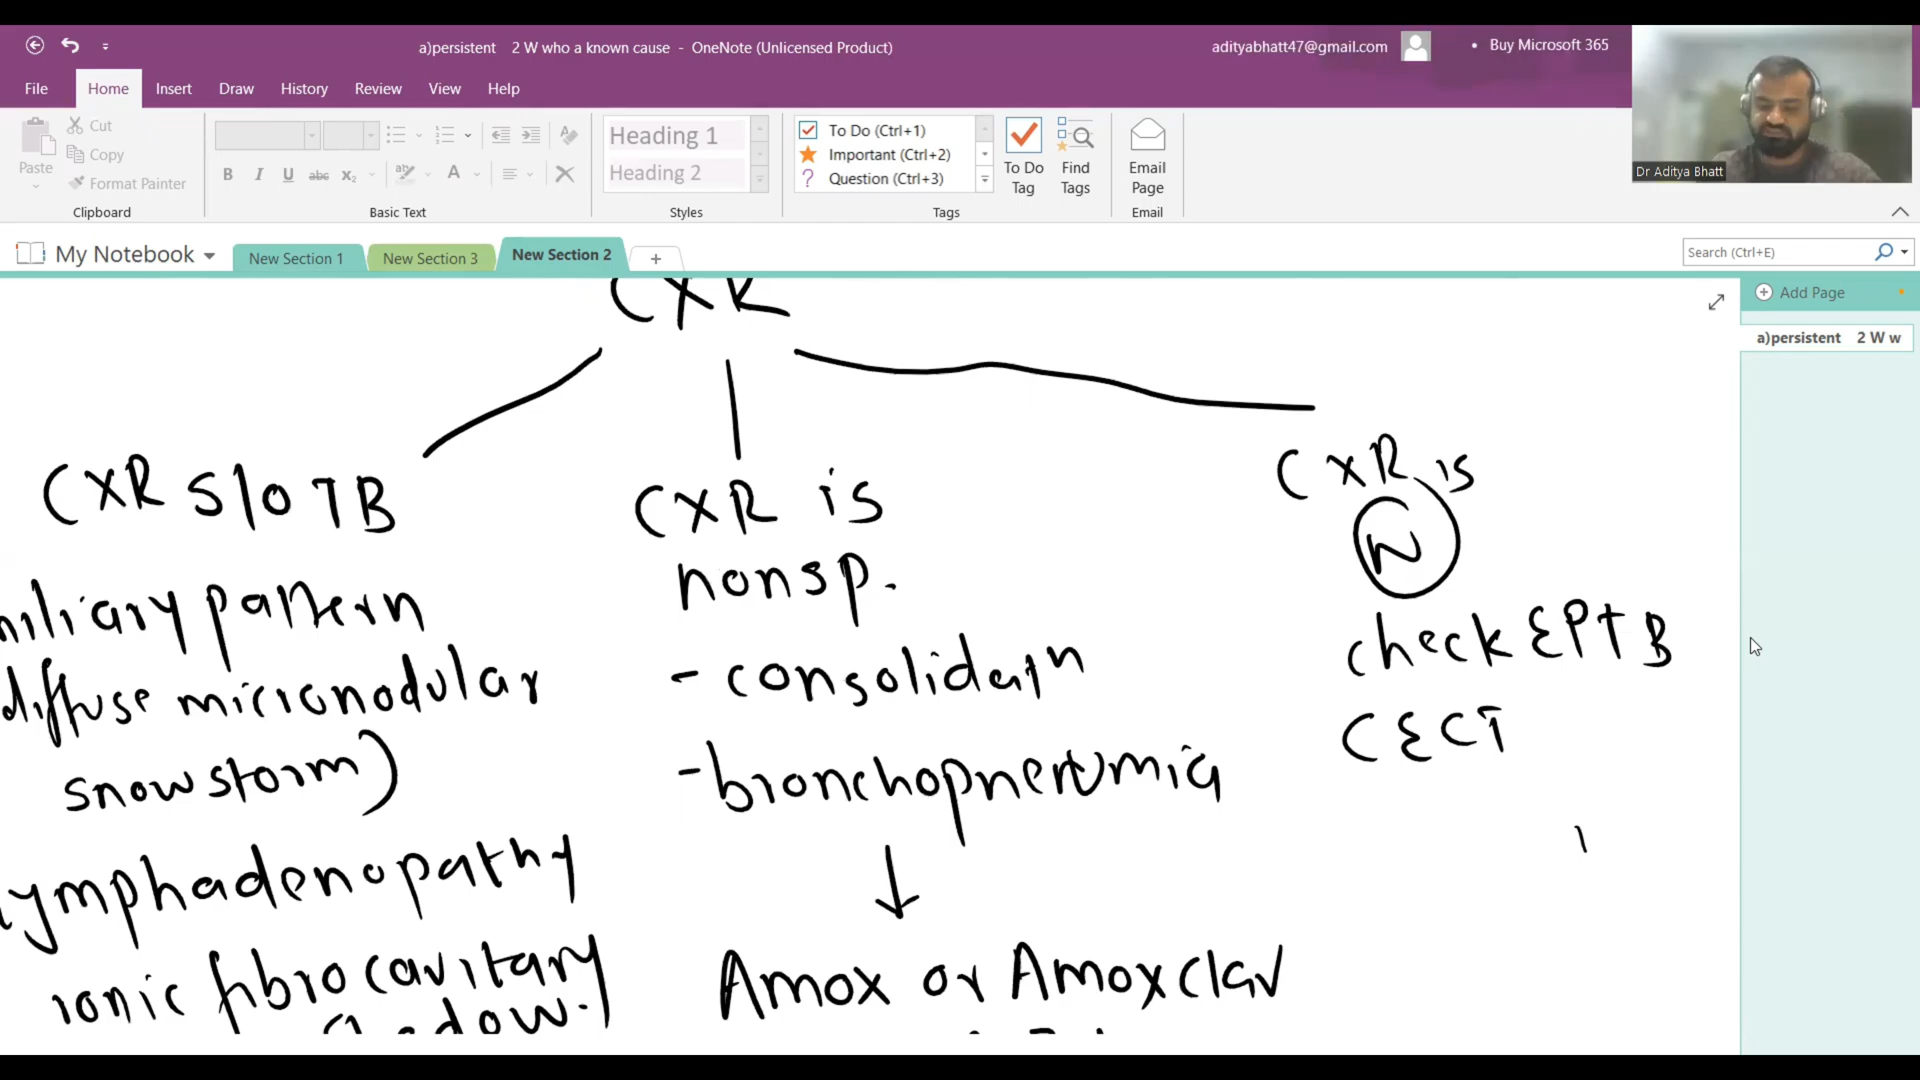 a)persistent 2 W who a known cause - OneNote (Unlicensed Product)
adityabhatt47@gmail.com
Buy Microsoft 365
File Home Insert Draw History Review View Help
Paste
Cut
Copy
Format Painter
Clipboard
B I U abc x₂ A
Basic Text
Heading 1
Heading 2
Styles
To Do (Ctrl+1)
Important (Ctrl+2)
? Question (Ctrl+3)
To Do Tag
Find Tags
Tags
Email Page
Email
Dr Aditya Bhatt
My Notebook
New Section 1
New Section 3
New Section 2
+
Search (Ctrl+E)
Add Page
a)persistent 2 W w
CXR
CXR S/O TB
miliary pattern
diffuse micronodular
snowstorm)
lymphadenopathy
ronic fibrocavitary
shadow.
CXR is
nonsp.
- consolidatn
- bronchopneumonia
↓
Amox or Amoxclav
CXR is
N
check EPTB
CECT